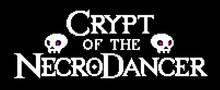 CRYPT
OF THE
NECRODANCER